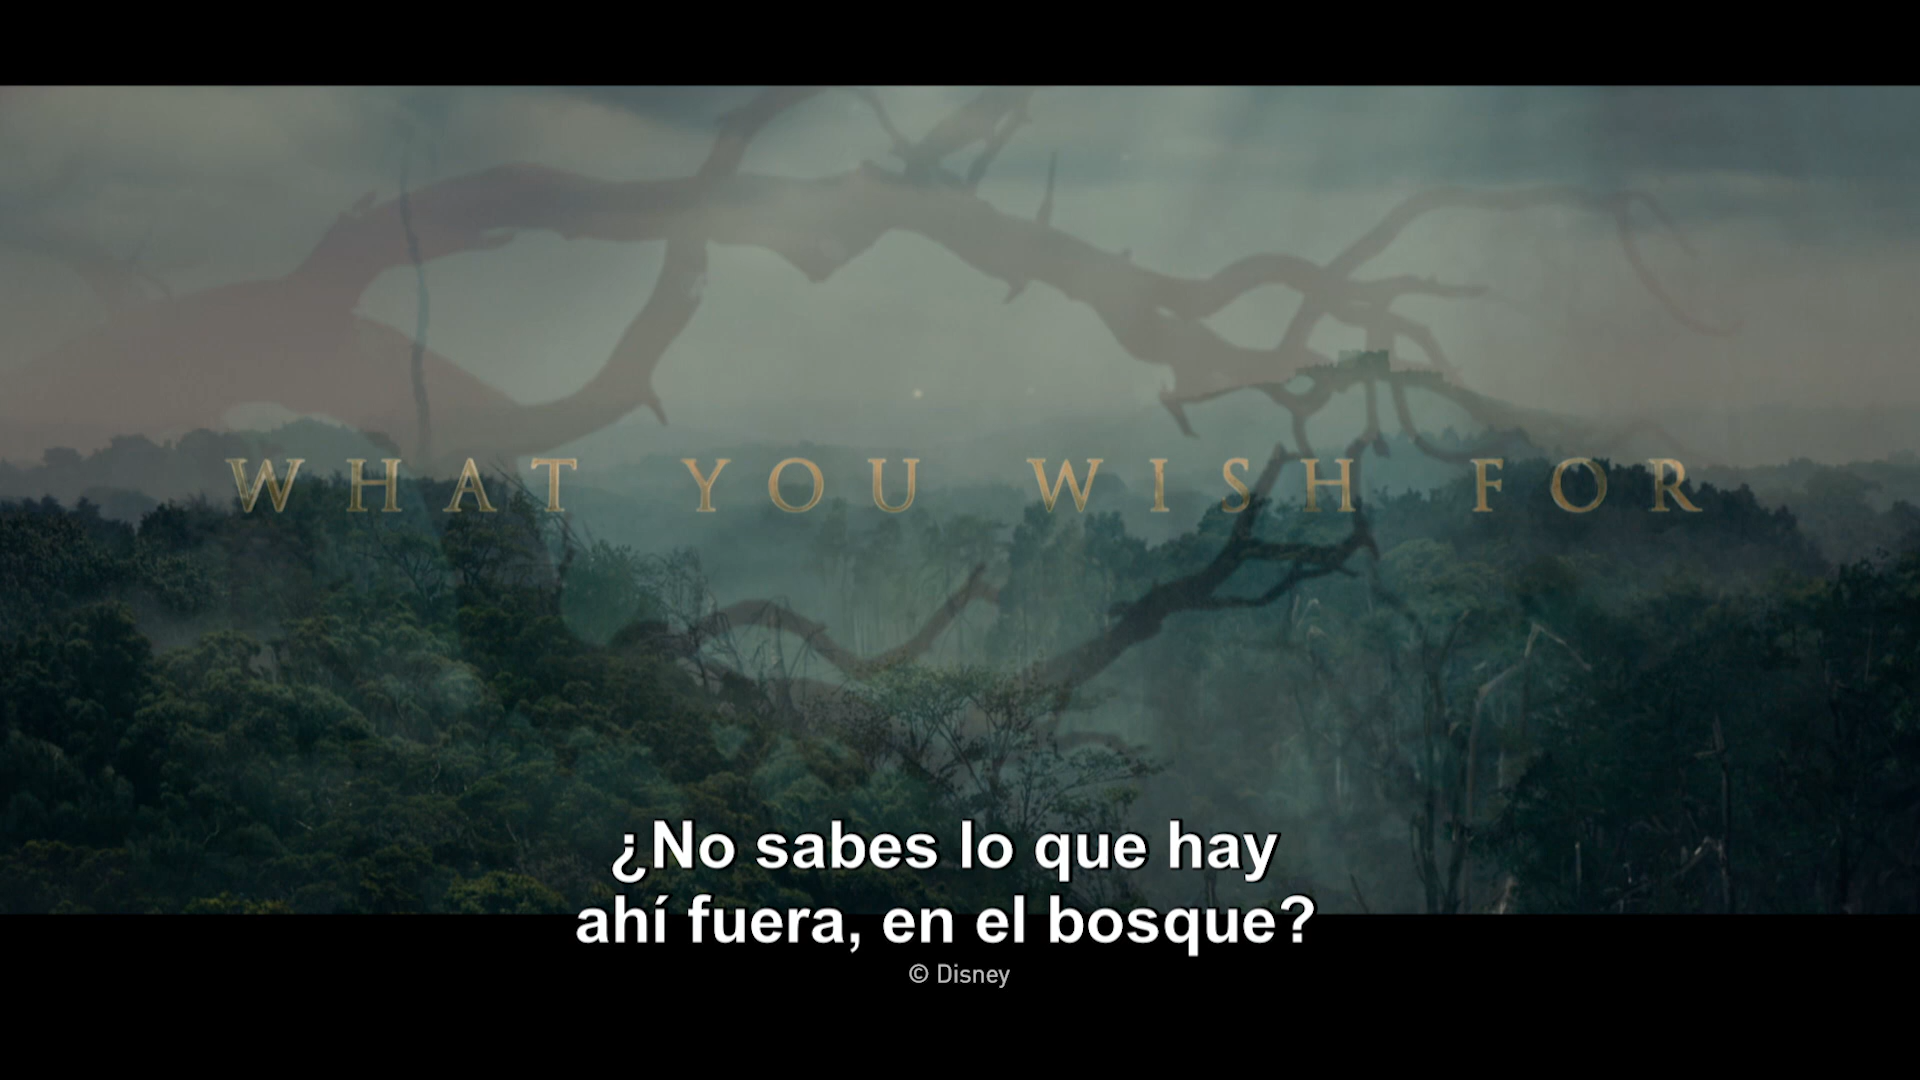 WHAT YOU WISH FOR
¿No sabes lo que hay
ahí fuera, en el bosque?
© Disney